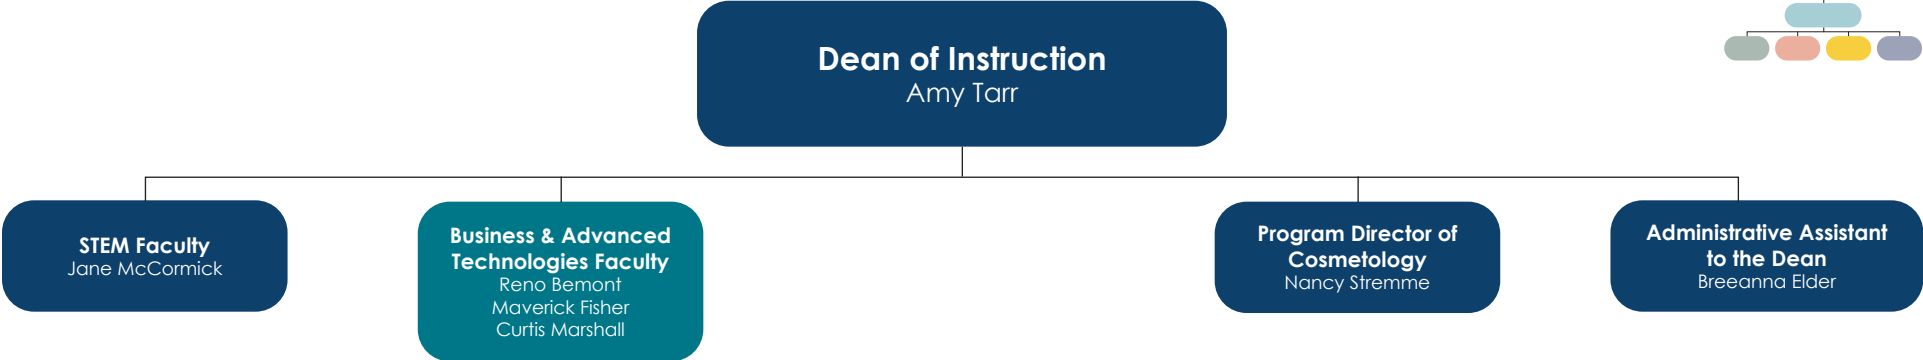 Dean of Instruction
Amy Tarr
STEM Faculty
Jane McCormick
Business & Advanced
Technologies Faculty
Reno Bemont
Maverick Fisher
Curtis Marshall
Program Director of
Cosmetology
Nancy Stremme
Administrative Assistant
to the Dean
Breeanna Elder